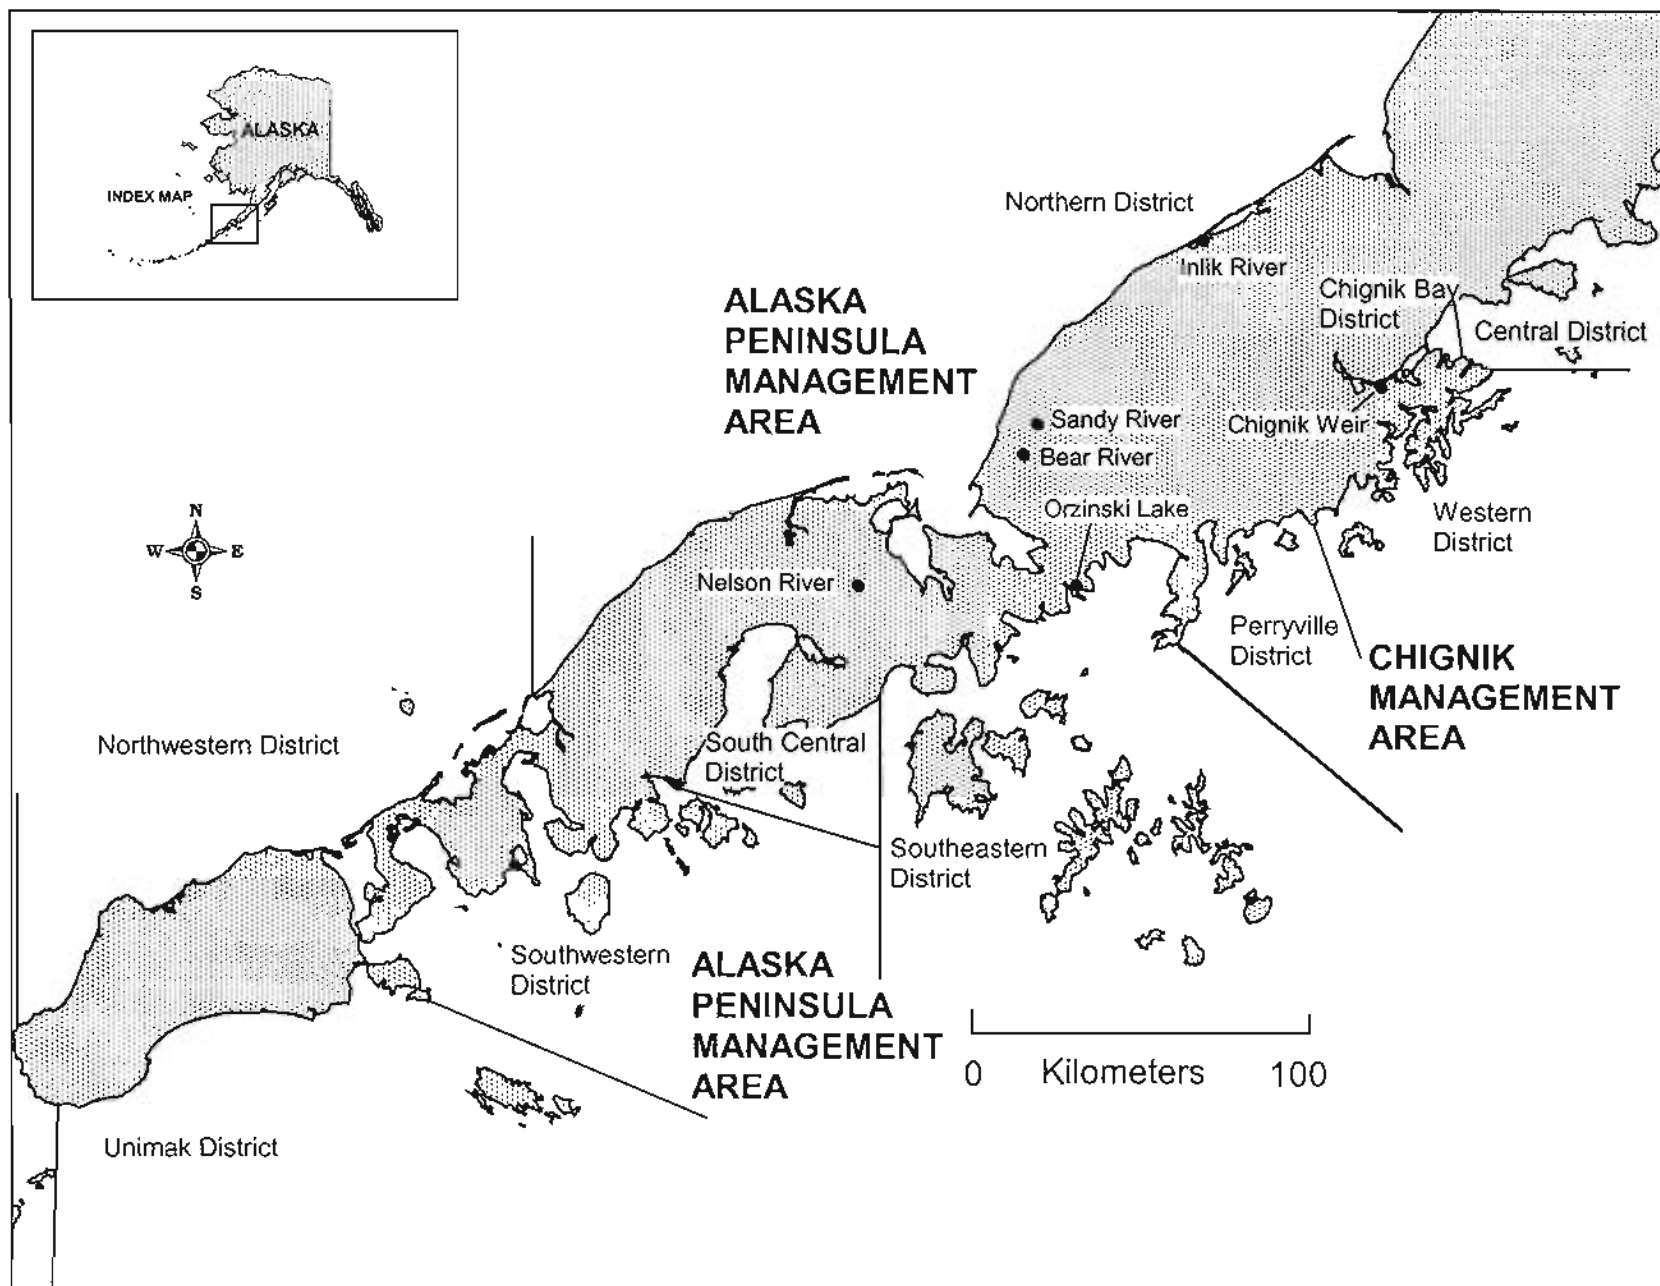 ALASKA
INDEX MAP
Northern District
Inlik River
ALASKA
PENINSULA
MANAGEMENT
AREA
Chignik Bay
District
Central District
Sandy River
Chignik Weir
Bear River
Orzinski Lake
Western
District
N
W E
S
Nelson River
Perryville
District
CHIGNIK
MANAGEMENT
AREA
Northwestern District
South Central
District
Southeastern
District
Southwestern
District
ALASKA
PENINSULA
MANAGEMENT
AREA
0 Kilometers 100
Unimak District